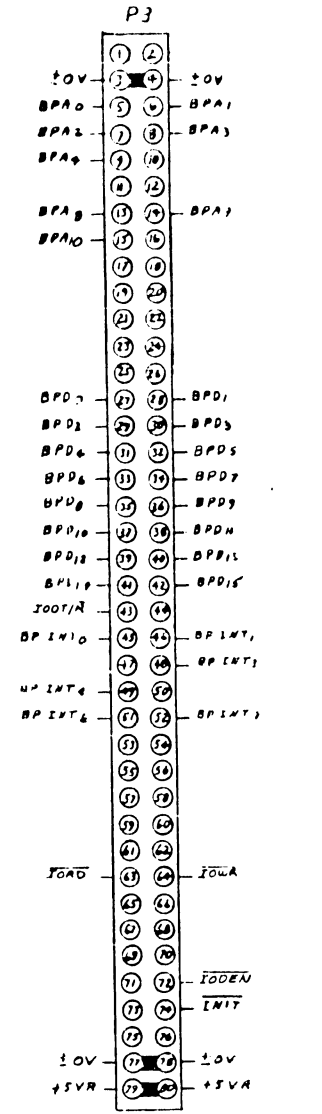 P3
1 2
±0V 3 4 ±0V
BPA0 5 6 BPA1
BPA2 7 8 BPA3
BPA4 9 10
11 12
13 14
BPA10 15 16
17 18
19 20
21 22
23 24
25 26
27 28 BPD1
BPD2 29 30 BPD3
BPD4 31 32 BPD5
BPD6 33 34 BPD7
BPD8 35 36 BPD9
BPD10 37 38 BPD11
BPD12 39 40 BPD13
41 42 BPD15
43 44
BP INT0 45 46 BP INT1
47 48 BP INT3
BP INT4 49 50
BP INT6 51 52 BP INT7
53 54
55 56
57 58
59 60
61 62
IORD 63 64 IOWR
65 66
67 68
69 70
71 72 IODEN
73 74 INIT
75 76
±0V 77 78 ±0V
+5VA 79 80 +5VA